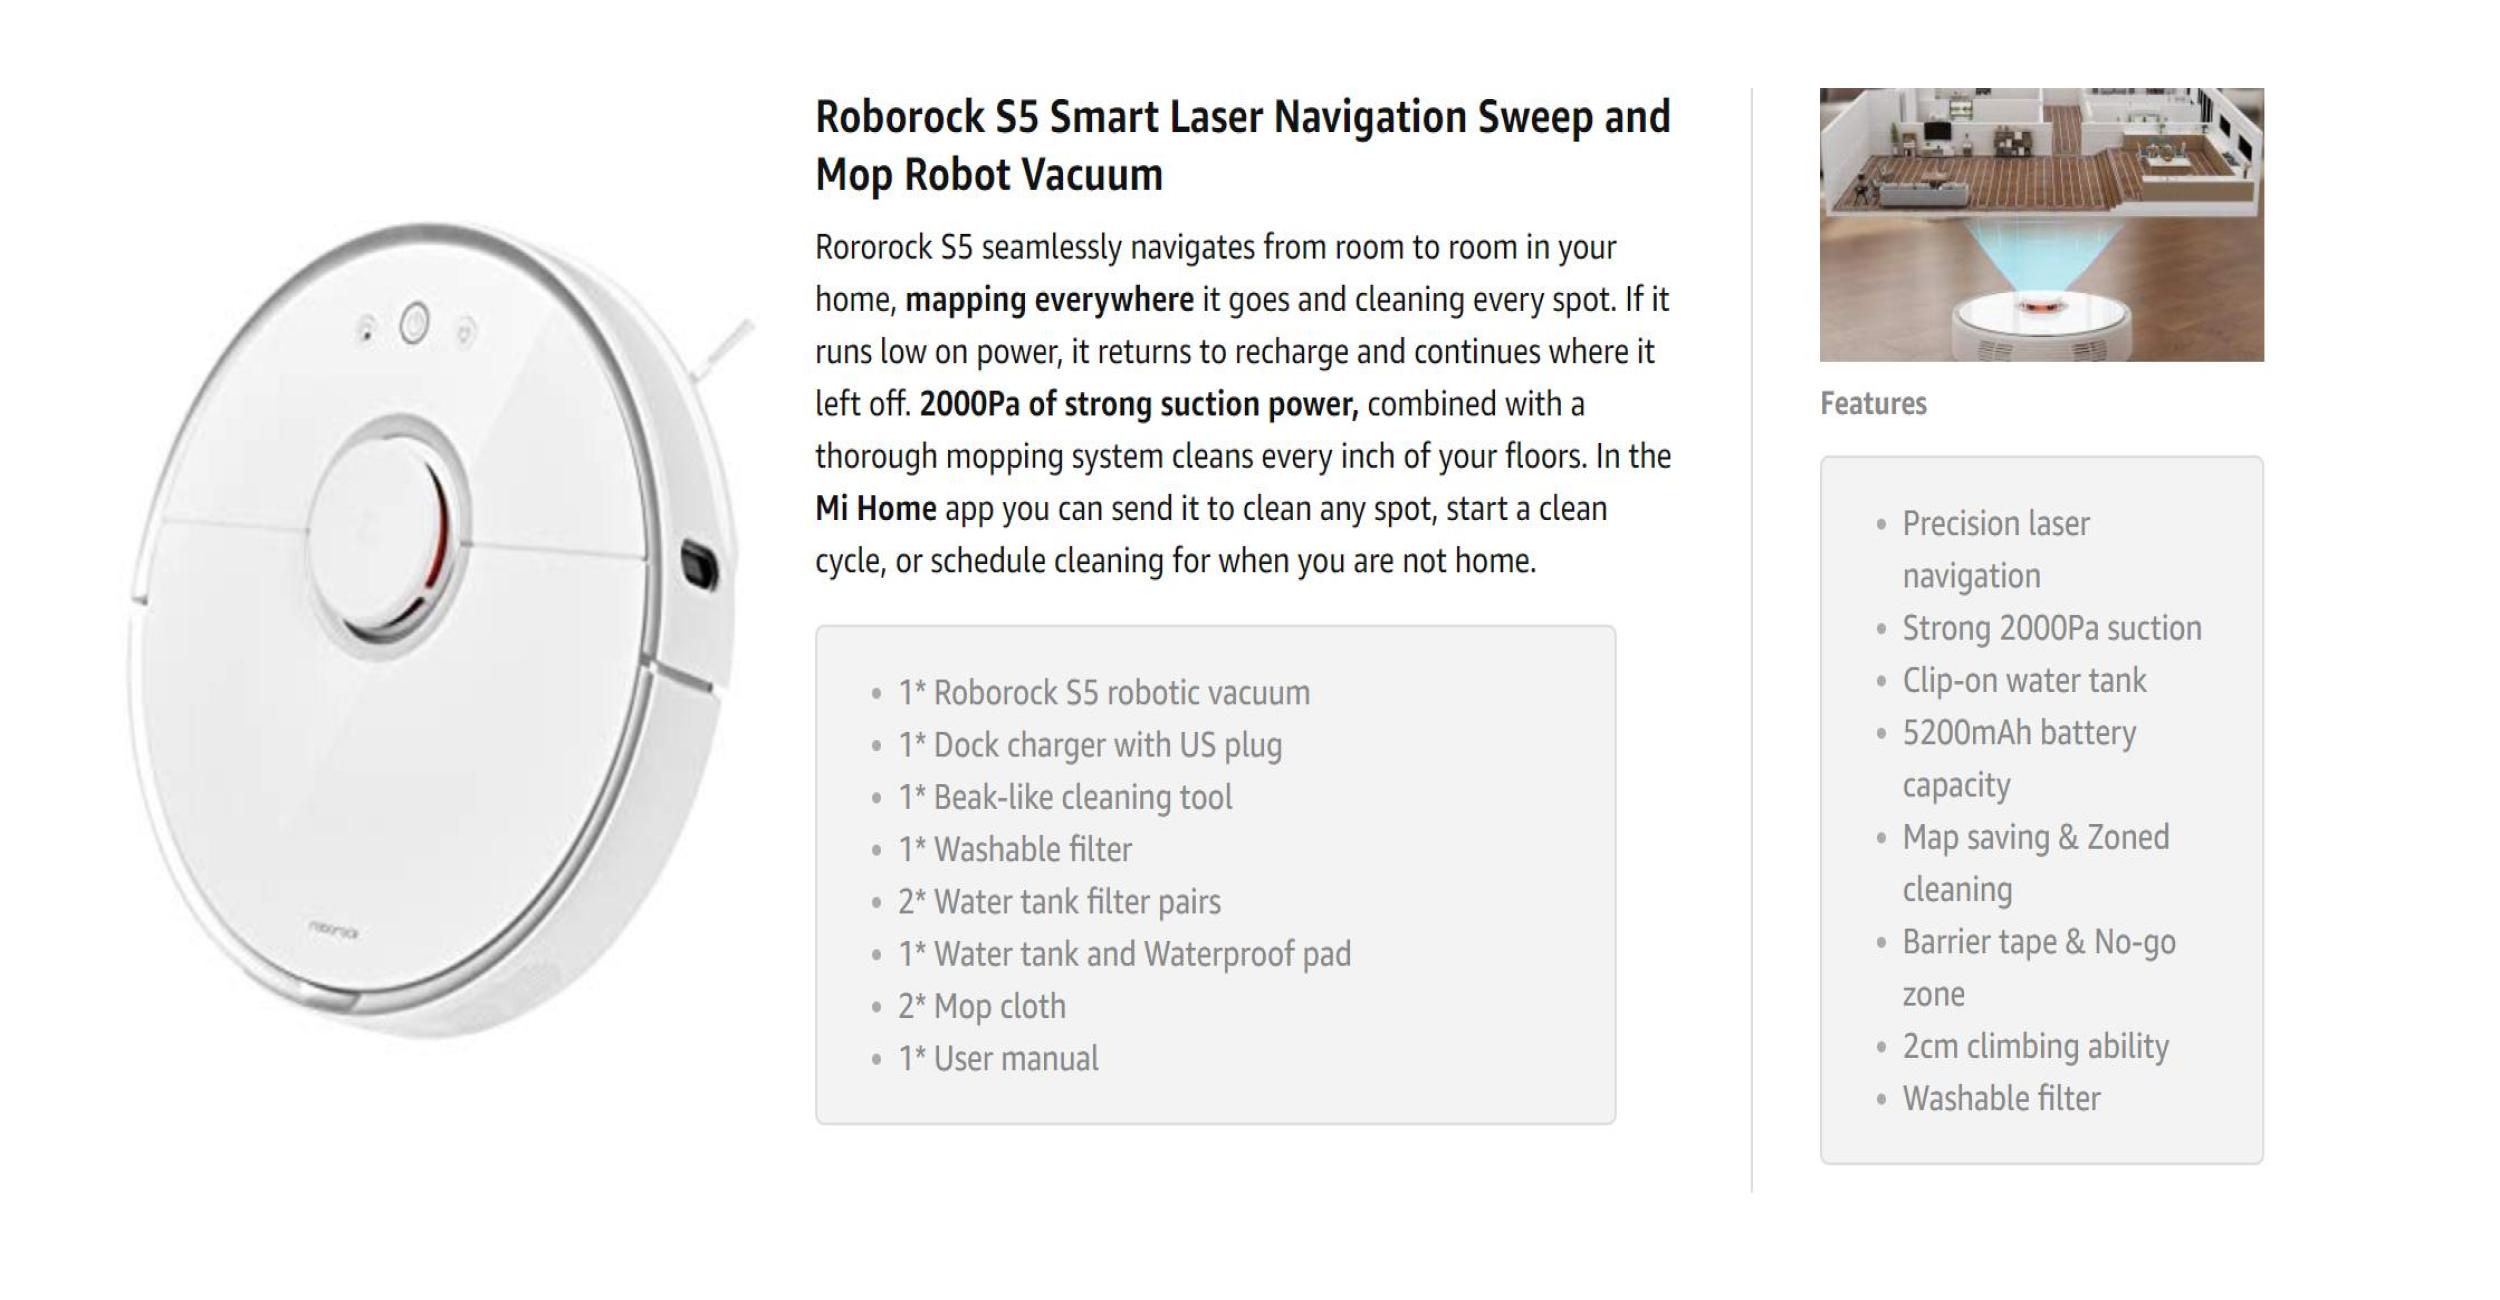 Roborock S5 Smart Laser Navigation Sweep and
Mop Robot Vacuum
Rororock S5 seamlessly navigates from room to room in your
home, mapping everywhere it goes and cleaning every spot. If it
runs low on power, it returns to recharge and continues where it
left off. 2000Pa of strong suction power, combined with a
thorough mopping system cleans every inch of your floors. In the
Mi Home app you can send it to clean any spot, start a clean
cycle, or schedule cleaning for when you are not home.
• 1* Roborock S5 robotic vacuum
• 1* Dock charger with US plug
• 1* Beak-like cleaning tool
• 1* Washable filter
• 2* Water tank filter pairs
• 1* Water tank and Waterproof pad
• 2* Mop cloth
• 1* User manual
roborock
Features
• Precision laser
navigation
• Strong 2000Pa suction
• Clip-on water tank
• 5200mAh battery
capacity
• Map saving & Zoned
cleaning
• Barrier tape & No-go
zone
• 2cm climbing ability
• Washable filter